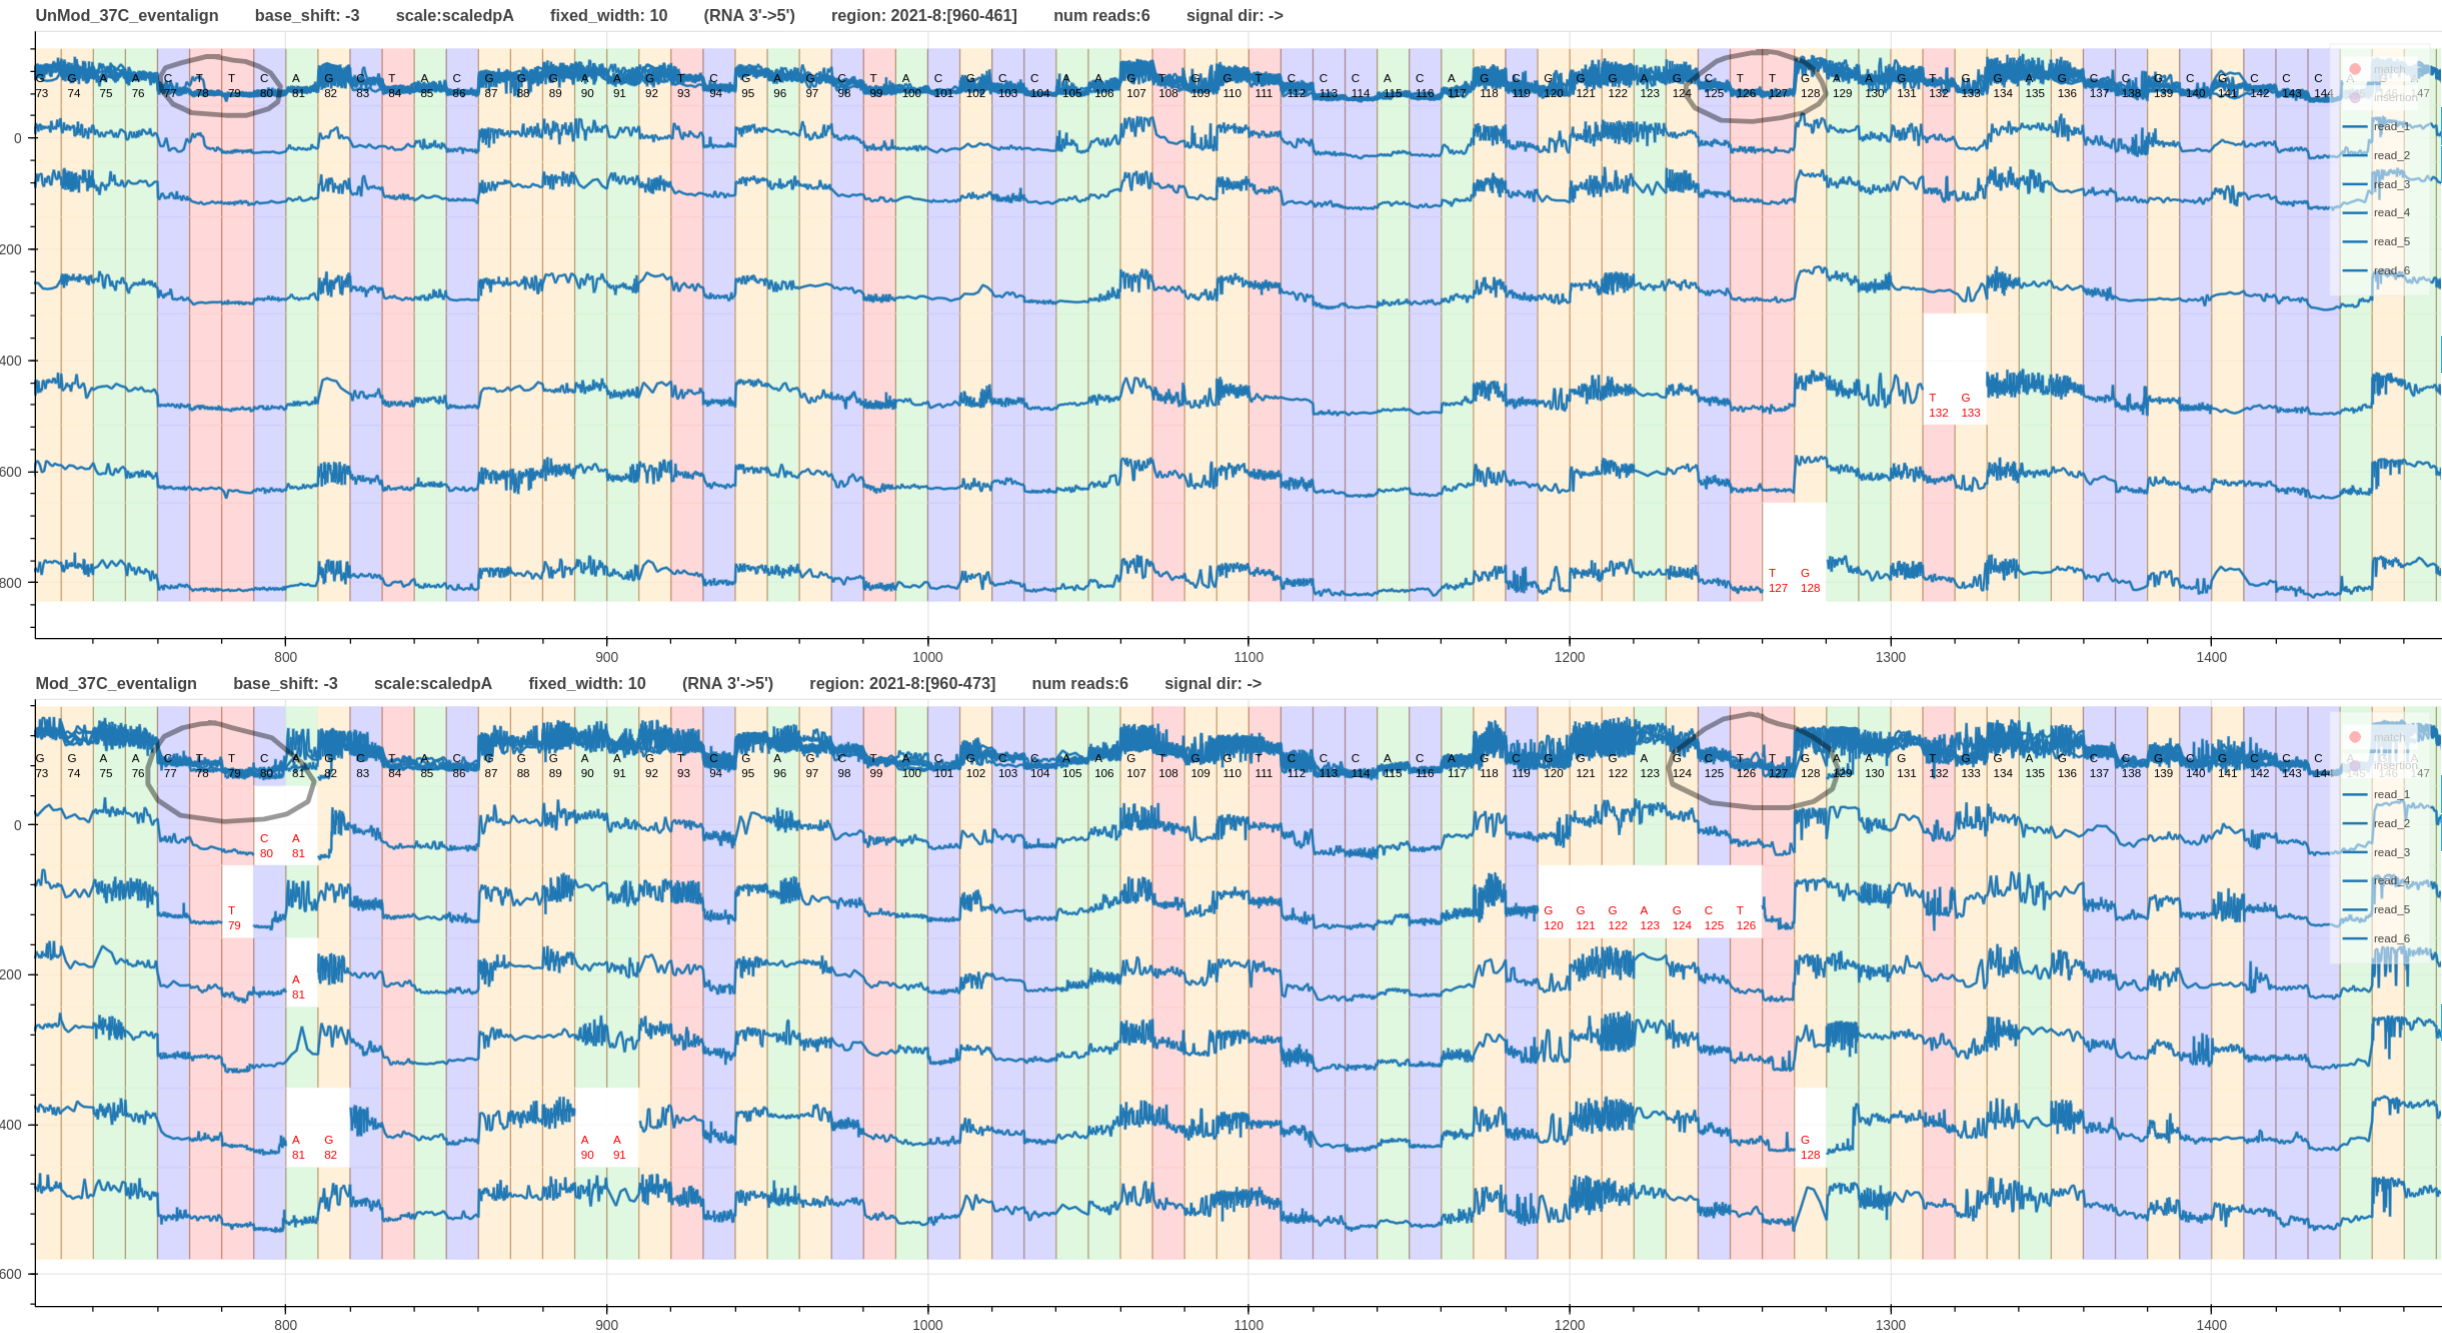 UnMod_37C_eventalign base_shift: -3 scale:scaledpA fixed_width: 10 (RNA 3'->5') region: 2021-8:[960-461] num reads:6 signal dir: ->
G G A A C T T C A G C T A C G G G A A G T C G A G C T A C G C C A A G T G G T C C C A C A G C G G G A G C T T G A A G T G G A G C C G C G C C C
73 74 75 76 77 78 79 80 81 82 83 84 85 86 87 88 89 90 91 92 93 94 95 96 97 98 99 100 101 102 103 104 105 106 107 108 109 110 111 112 113 114 115 116 117 118 119 120 121 122 123 124 125 126 127 128 129 130 131 132 133 134 135 136 137 138 139 140 141 142 143 144 145 146 147
match
insertion
read_1
read_2
read_3
read_4
read_5
read_6
0
200
400
600
800
T G
132 133
T G
127 128
800 900 1000 1100 1200 1300 1400
Mod_37C_eventalign base_shift: -3 scale:scaledpA fixed_width: 10 (RNA 3'->5') region: 2021-8:[960-473] num reads:6 signal dir: ->
G G A A C T T C A G C T A C G G G A A G T C G A G C T A C G C C A A G T G G T C C C A C A G C G G G A G C T T G A A G T G G A G C C G C G C C C
73 74 75 76 77 78 79 80 81 82 83 84 85 86 87 88 89 90 91 92 93 94 95 96 97 98 99 100 101 102 103 104 105 106 107 108 109 110 111 112 113 114 115 116 117 118 119 120 121 122 123 124 125 126 127 128 129 130 131 132 133 134 135 136 137 138 139 140 141 142 143 144 145 146 147
match
insertion
read_1
read_2
read_3
read_4
read_5
read_6
0
200
400
600
C A
80 81
T
79
G G G A G C T
120 121 122 123 124 125 126
A
81
A G
81 82
A A
90 91
G
128
800 900 1000 1100 1200 1300 1400